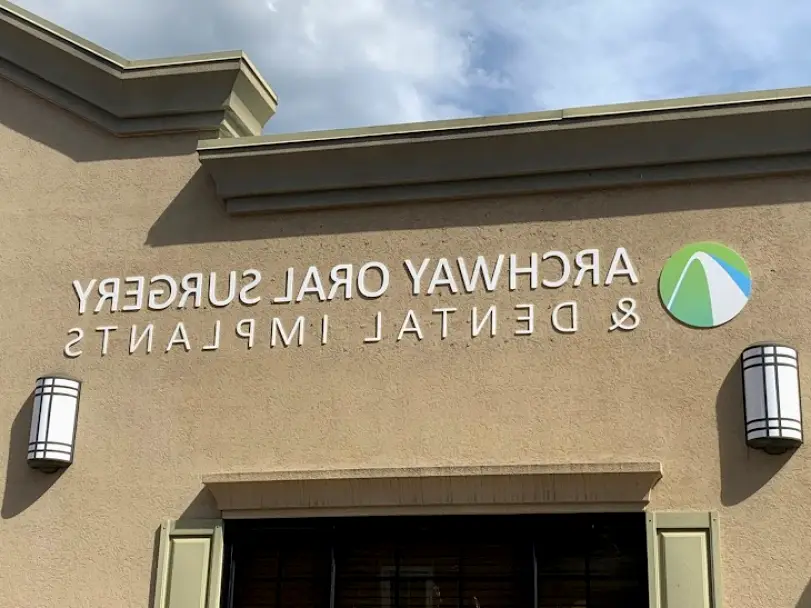 ARCHWAY ORAL SURGERY
& DENTAL IMPLANTS